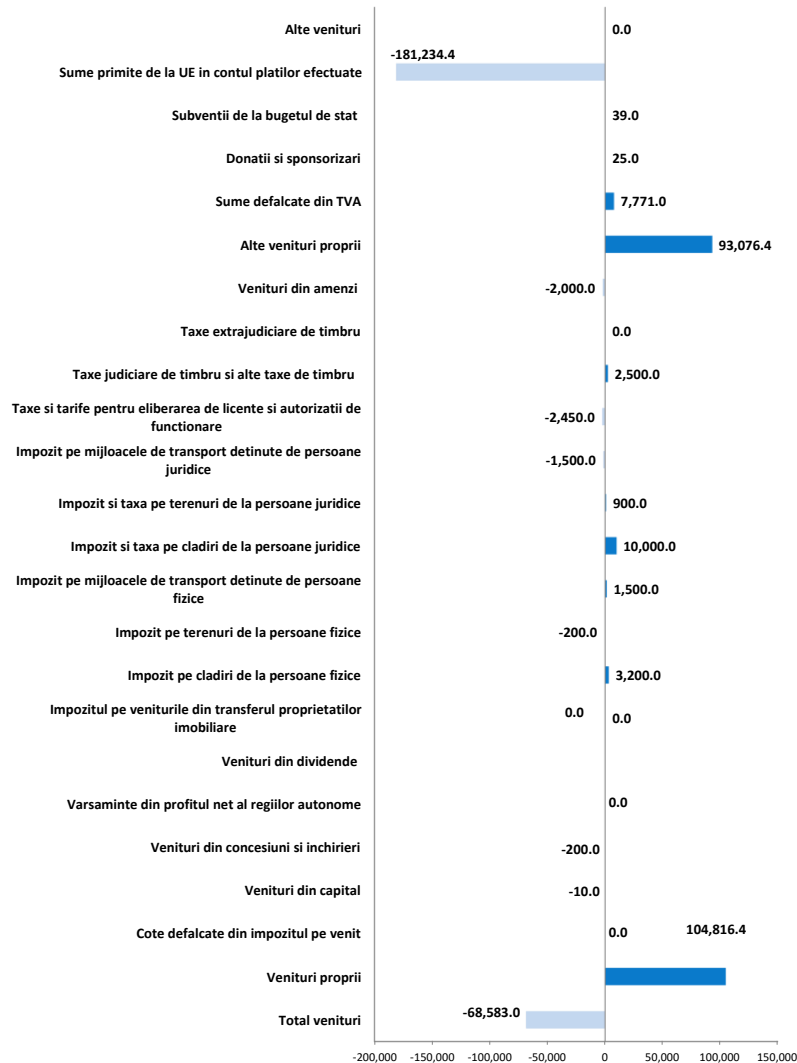 Alte venituri 0.0
-181,234.4
Sume primite de la UE in contul platilor efectuate
Subventii de la bugetul de stat 39.0
Donatii si sponsorizari 25.0
Sume defalcate din TVA 7,771.0
Alte venituri proprii 93,076.4
Venituri din amenzi -2,000.0
Taxe extrajudiciare de timbru 0.0
Taxe judiciare de timbru si alte taxe de timbru 2,500.0
Taxe si tarife pentru eliberarea de licente si autorizatii de
functionare
-2,450.0
Impozit pe mijloacele de transport detinute de persoane
juridice
-1,500.0
Impozit si taxa pe terenuri de la persoane juridice 900.0
Impozit si taxa pe cladiri de la persoane juridice 10,000.0
Impozit pe mijloacele de transport detinute de persoane
fizice
1,500.0
Impozit pe terenuri de la persoane fizice -200.0
Impozit pe cladiri de la persoane fizice 3,200.0
Impozitul pe veniturile din transferul proprietatilor
imobiliare
0.0 0.0
Venituri din dividende
Varsaminte din profitul net al regiilor autonome 0.0
Venituri din concesiuni si inchirieri -200.0
Venituri din capital -10.0
Cote defalcate din impozitul pe venit 0.0 104,816.4
Venituri proprii
Total venituri -68,583.0
-200,000 -150,000 -100,000 -50,000 0 50,000 100,000 150,000